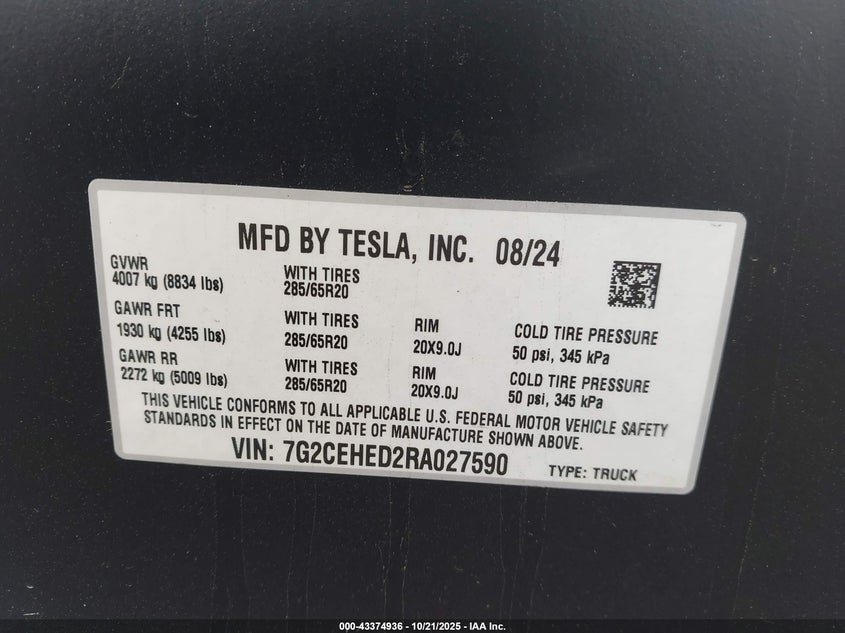 MFD BY TESLA, INC. 08/24
GVWR
4007 kg (8834 lbs)
WITH TIRES
285/65R20
GAWR FRT
1930 kg (4255 lbs)
WITH TIRES
285/65R20
RIM
20X9.0J
COLD TIRE PRESSURE
50 psi, 345 kPa
GAWR RR
2272 kg (5009 lbs)
WITH TIRES
285/65R20
RIM
20X9.0J
COLD TIRE PRESSURE
50 psi, 345 kPa
THIS VEHICLE CONFORMS TO ALL APPLICABLE U.S. FEDERAL MOTOR VEHICLE SAFETY
STANDARDS IN EFFECT ON THE DATE OF MANUFACTURE SHOWN ABOVE.
VIN: 7G2CEHED2RA027590 TYPE: TRUCK
000-43374936 - 10/21/2025 - IAA Inc.